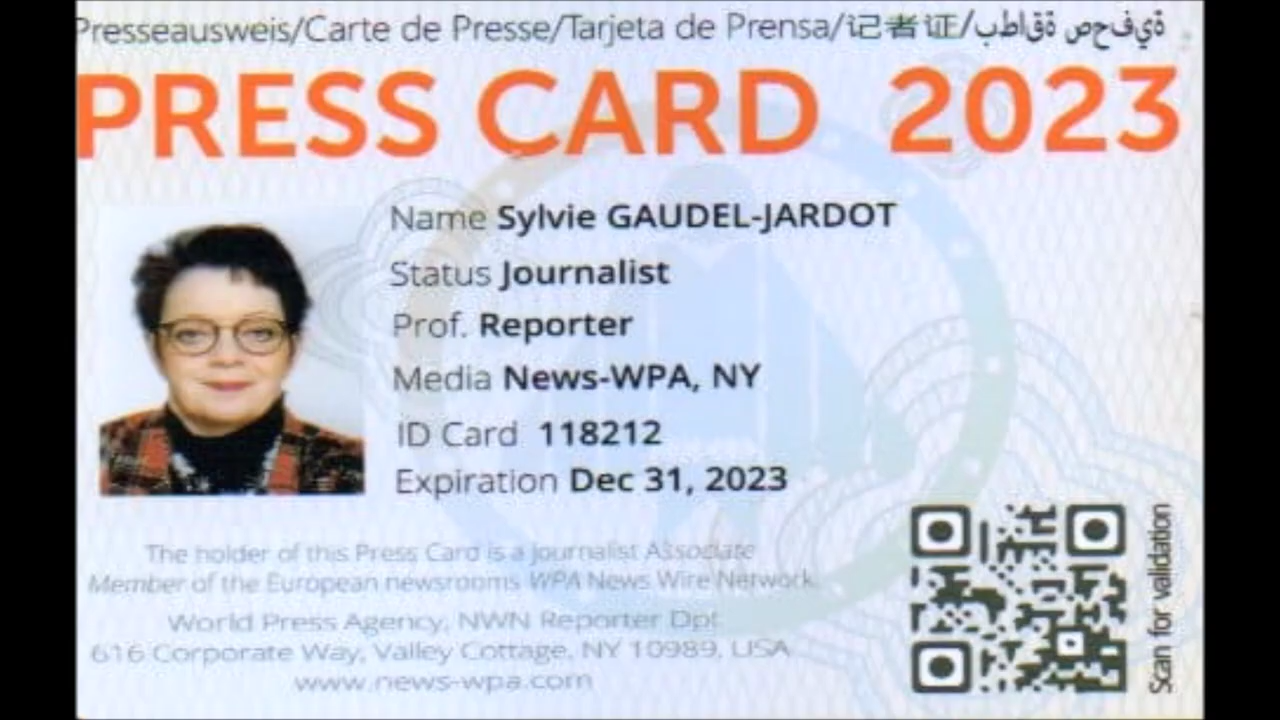 Presseausweis/Carte de Presse/Tarjeta de Prensa/记者证/ةيفحص ةقاطب
PRESS CARD 2023
Name Sylvie GAUDEL-JARDOT
Status Journalist
Prof. Reporter
Media News-WPA, NY
ID Card 118212
Expiration Dec 31, 2023
The holder of this Press Card is a Journalist Associate
Member of the European newsrooms WPA News Wire Network.
World Press Agency, NWN Reporter Dpt.
616 Corporate Way, Valley Cottage, NY 10989, USA
www.news-wpa.com
Scan for validation